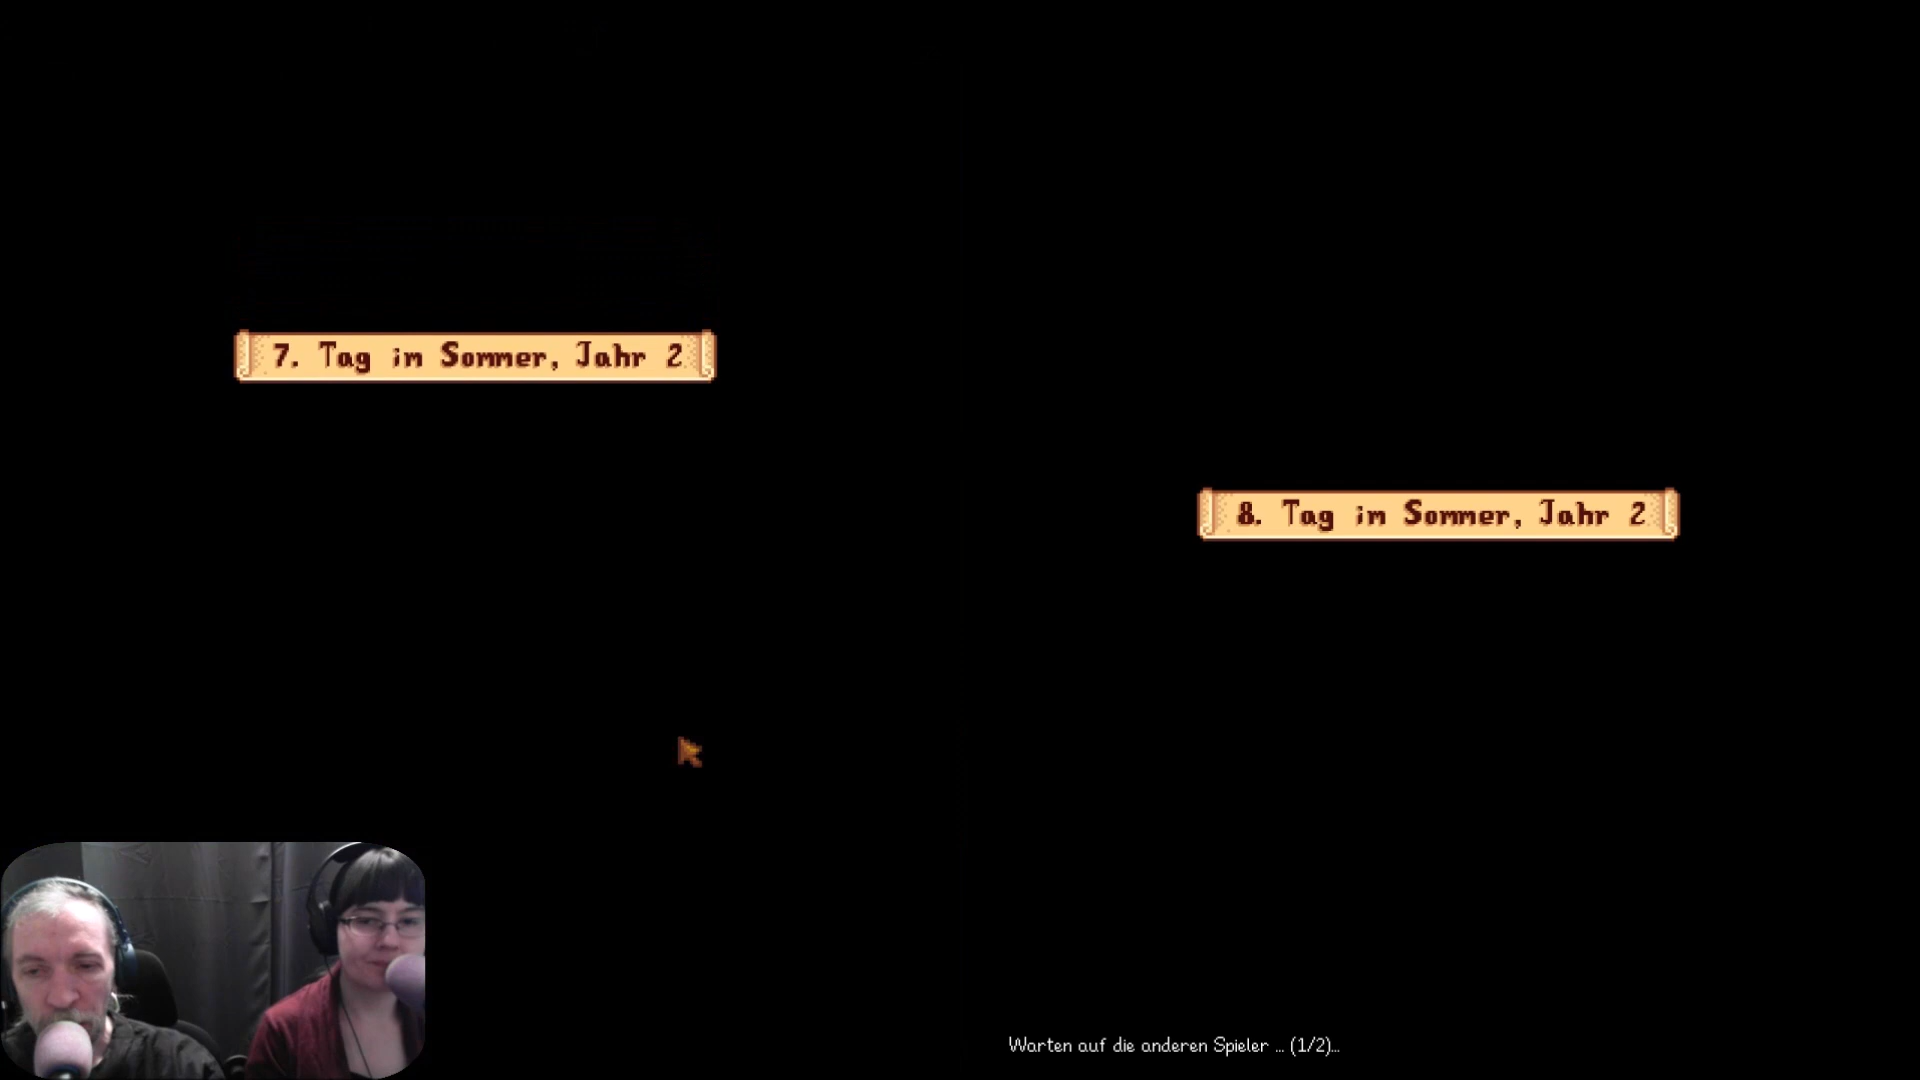 7. Tag im Sommer, Jahr 2
8. Tag im Sommer, Jahr 2
Warten auf die anderen Spieler ... (1/2)...